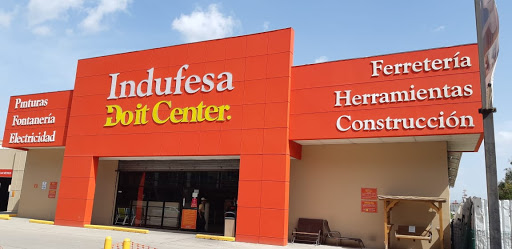 Pinturas
Fontanería
Electricidad
Indufesa
Do it Center.
Ferretería
Herramientas
Construcción